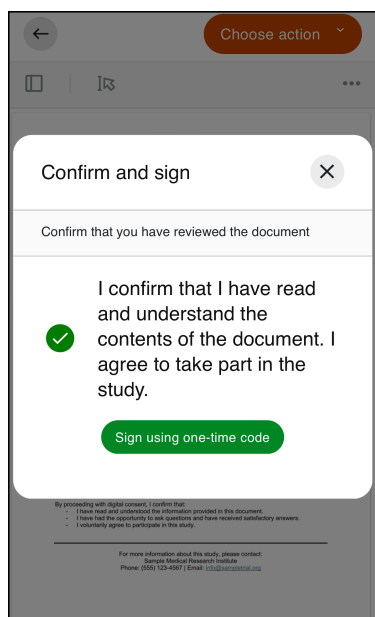 Choose action
Confirm and sign
Confirm that you have reviewed the document
I confirm that I have read
and understand the
contents of the document. I
agree to take part in the
study.
Sign using one-time code
By proceeding with digital consent, I confirm that:
- I have read and understood the information provided in this document.
- I have had the opportunity to ask questions and have received satisfactory answers.
- I voluntarily agree to participate in this study.
For more information about this study, please contact:
Sample Medical Research Institute
Phone: (555) 123-4567 | Email: info@sampletrial.org